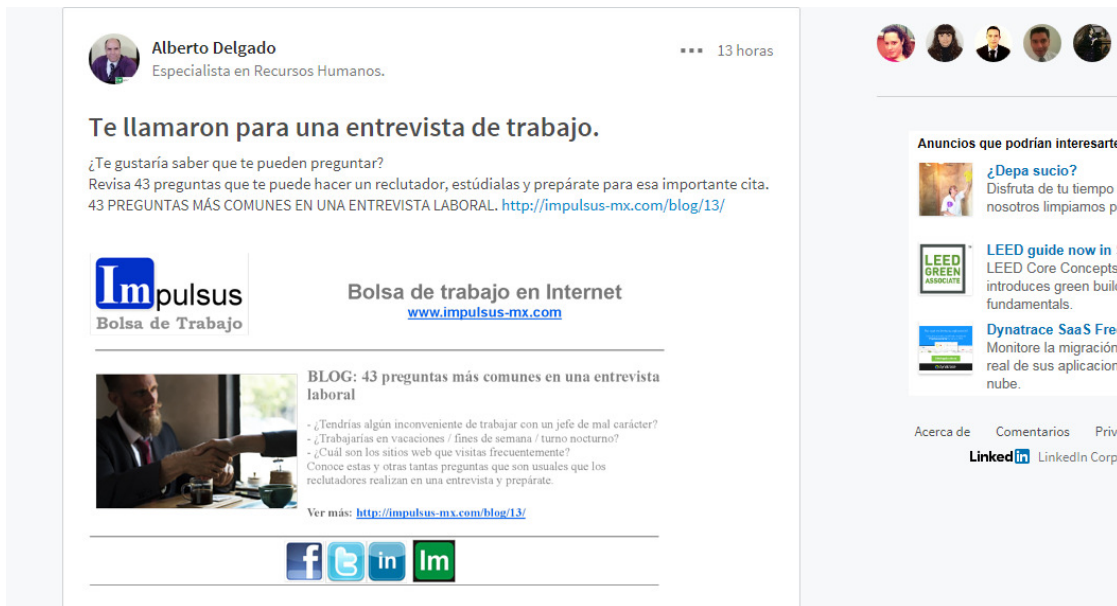 Alberto Delgado
Especialista en Recursos Humanos.
13 horas
Te llamaron para una entrevista de trabajo.
¿Te gustaría saber que te pueden preguntar?
Revisa 43 preguntas que te puede hacer un reclutador, estúdialas y prepárate para esa importante cita.
43 PREGUNTAS MÁS COMUNES EN UNA ENTREVISTA LABORAL. http://impulsus-mx.com/blog/13/
Impulsus
Bolsa de Trabajo
Bolsa de trabajo en Internet
www.impulsus-mx.com
BLOG: 43 preguntas más comunes en una entrevista
laboral
- ¿Tendrías algún inconveniente de trabajar con un jefe de mal carácter?
- ¿Trabajarías en vacaciones / fines de semana / turno nocturno?
- ¿Cuál son los sitios web que visitas frecuentemente?
Conoce estas y otras tantas preguntas que son usuales que los
reclutadores realizan en una entrevista y prepárate.
Ver más: http://impulsus-mx.com/blog/13/
f t in Im
Anuncios que podrían interesarte
¿Depa sucio?
Disfruta de tu tiempo
nosotros limpiamos p
LEED
GREEN
ASSOCIATE
LEED guide now in
LEED Core Concepts
introduces green build
fundamentals.
Dynatrace SaaS Fre
Monitore la migración
real de sus aplicacion
nube.
Acerca de Comentarios Priv
Linked in LinkedIn Corp